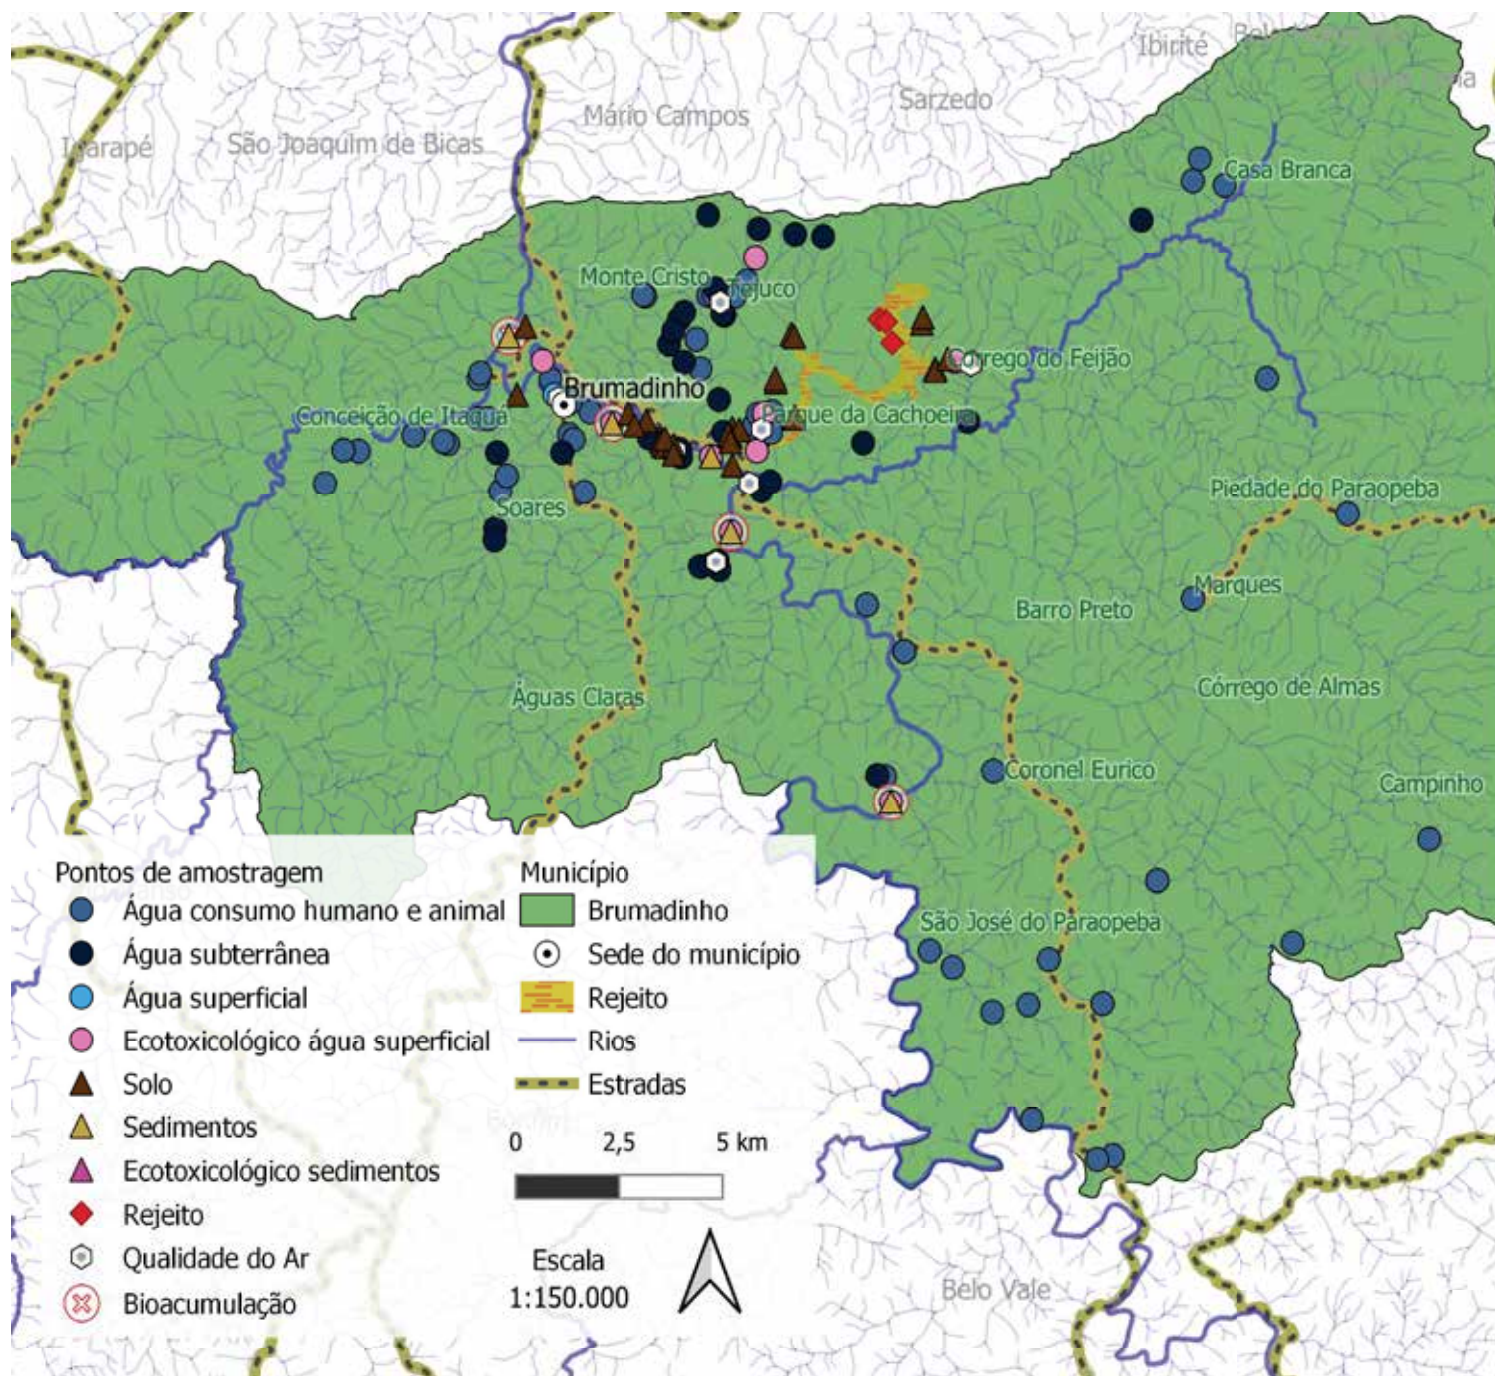 Ibirité
Sarzedo
Mário Campos
Igarapé
São Joaquim de Bicas
Casa Branca
Monte Cristo
Tejuco
Córrego do Feijão
Brumadinho
Conceição de Itaguá
Parque da Cachoeira
Piedade do Paraopeba
Soares
Marques
Barro Preto
Córrego de Almas
Águas Claras
Coronel Eurico
Campinho
São José do Paraopeba
Belo Vale
Pontos de amostragem
Água consumo humano e animal
Água subterrânea
Água superficial
Ecotoxicológico água superficial
Solo
Sedimentos
Ecotoxicológico sedimentos
Rejeito
Qualidade do Ar
Bioacumulação
Município
Brumadinho
Sede do município
Rejeito
Rios
Estradas
0 2,5 5 km
Escala
1:150.000